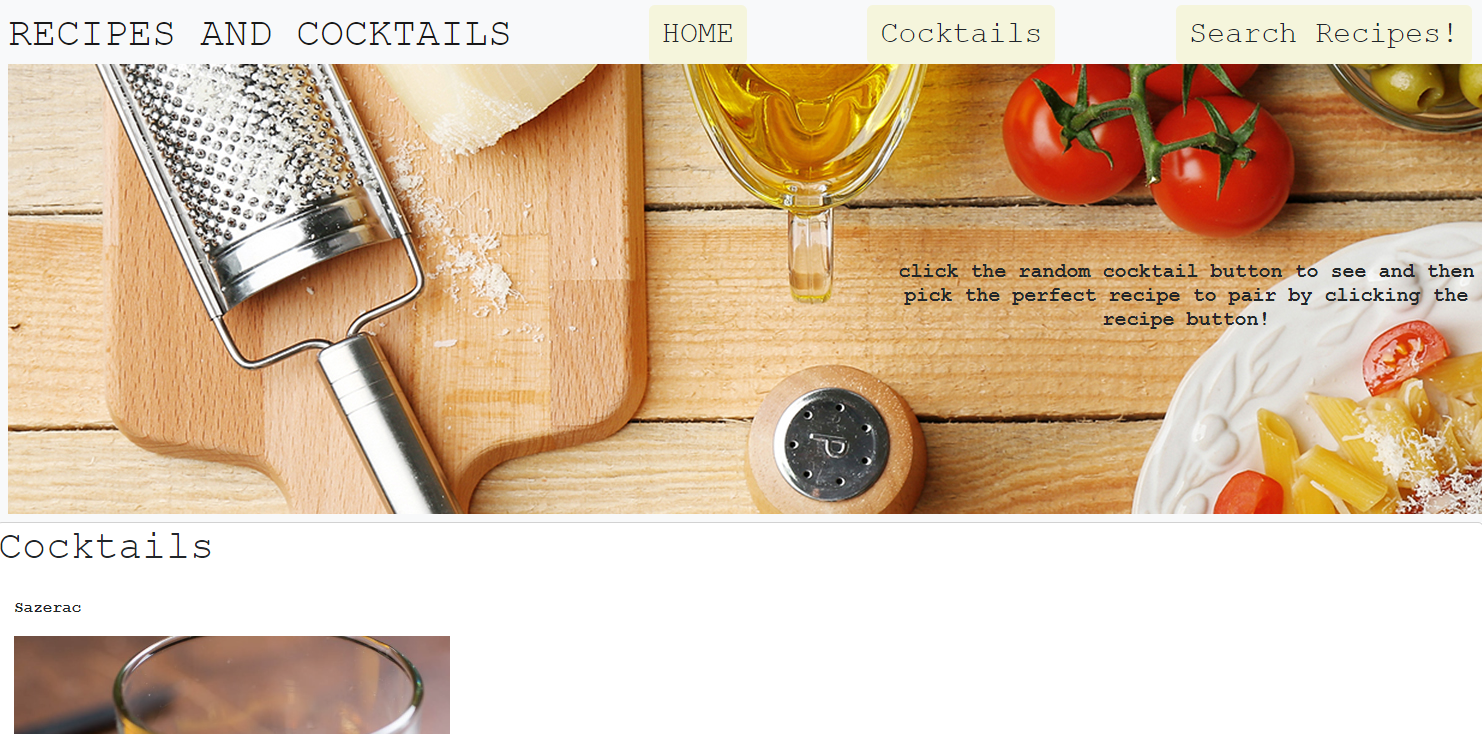 RECIPES AND COCKTAILS
HOME
Cocktails
Search Recipes!
click the random cocktail button to see and then
pick the perfect recipe to pair by clicking the
recipe button!
P
Cocktails
Sazerac